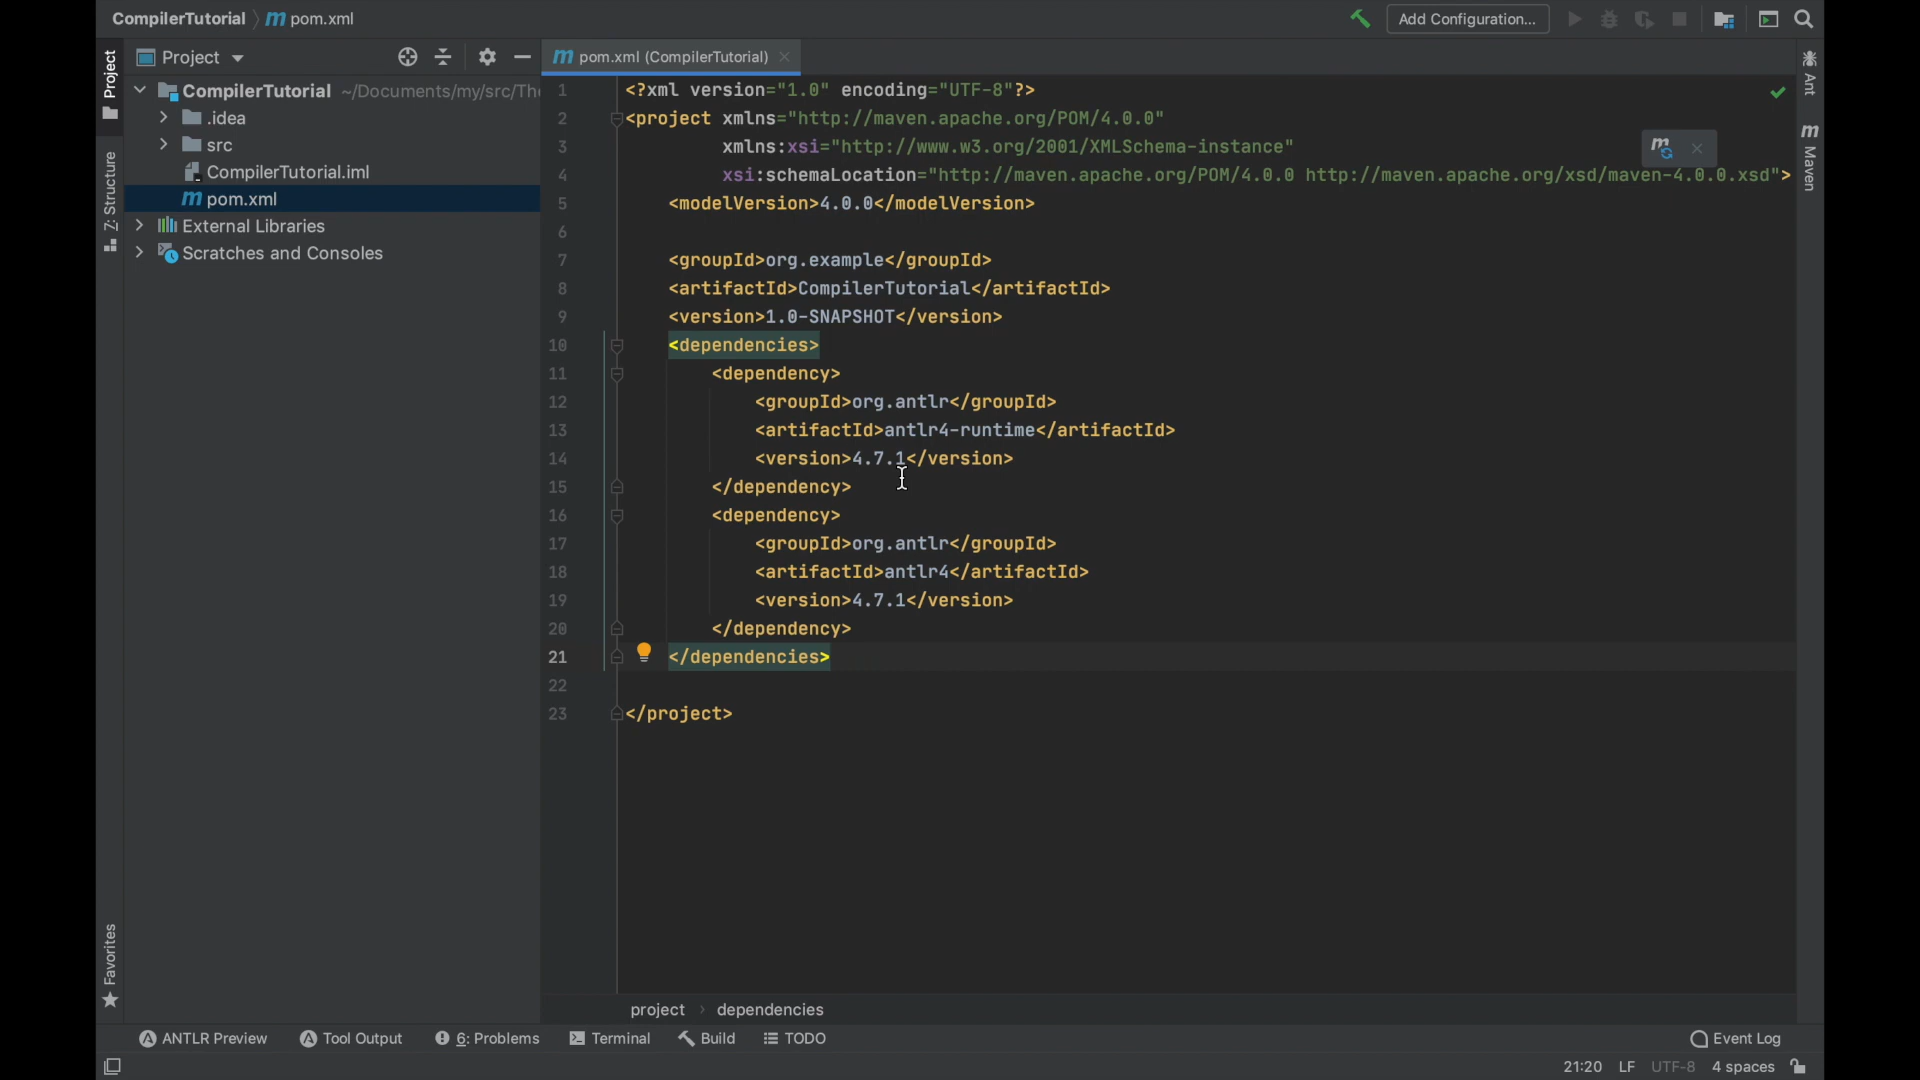 CompilerTutorial 〉 m pom.xml
Add Configuration...
Project
pom.xml (CompilerTutorial)
CompilerTutorial ~/Documents/my/src/Th
.idea
src
CompilerTutorial.iml
m pom.xml
External Libraries
Scratches and Consoles
Project
7: Structure
Favorites
1 <?xml version="1.0" encoding="UTF-8"?>
2 <project xmlns="http://maven.apache.org/POM/4.0.0"
3 xmlns:xsi="http://www.w3.org/2001/XMLSchema-instance"
4 xsi:schemaLocation="http://maven.apache.org/POM/4.0.0 http://maven.apache.org/xsd/maven-4.0.0.xsd">
5 <modelVersion>4.0.0</modelVersion>
6
7 <groupId>org.example</groupId>
8 <artifactId>CompilerTutorial</artifactId>
9 <version>1.0-SNAPSHOT</version>
10 <dependencies>
11 <dependency>
12 <groupId>org.antlr</groupId>
13 <artifactId>antlr4-runtime</artifactId>
14 <version>4.7.1</version>
15 </dependency>
16 <dependency>
17 <groupId>org.antlr</groupId>
18 <artifactId>antlr4</artifactId>
19 <version>4.7.1</version>
20 </dependency>
21 </dependencies>
22
23 </project>
Ant
m Maven
project › dependencies
ANTLR Preview
Tool Output
6: Problems
Terminal
Build
TODO
Event Log
21:20 LF UTF-8 4 spaces